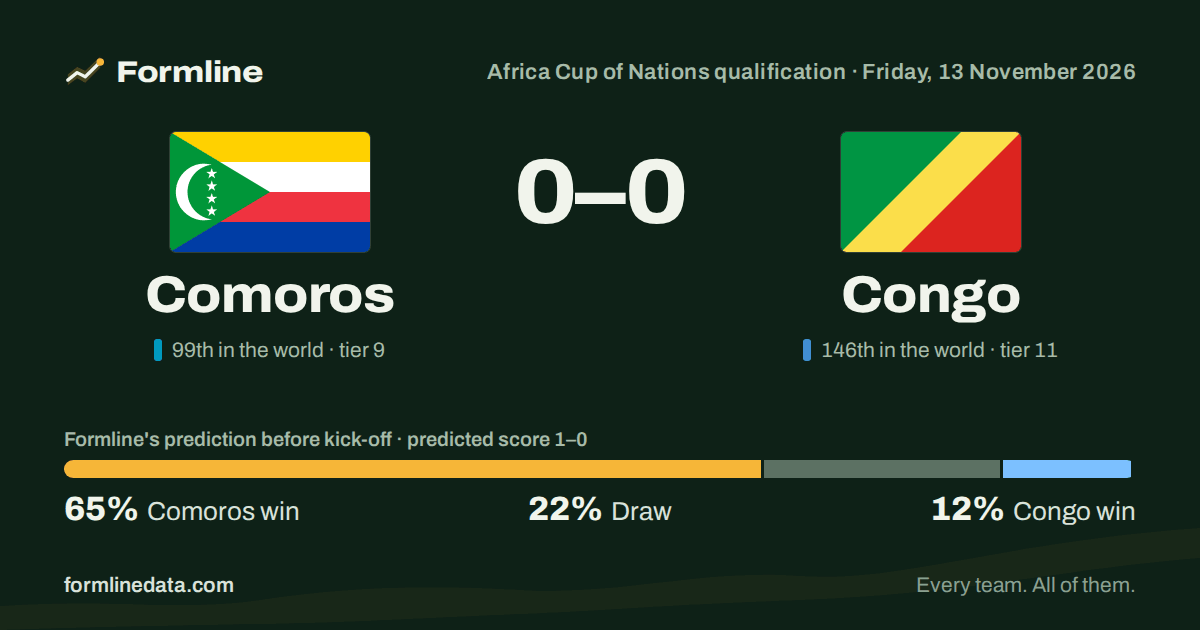 Formline
Africa Cup of Nations qualification · Friday, 13 November 2026
0–0
Comoros
Congo
99th in the world · tier 9
146th in the world · tier 11
Formline's prediction before kick-off · predicted score 1–0
65% Comoros win
22% Draw
12% Congo win
formlinedata.com
Every team. All of them.